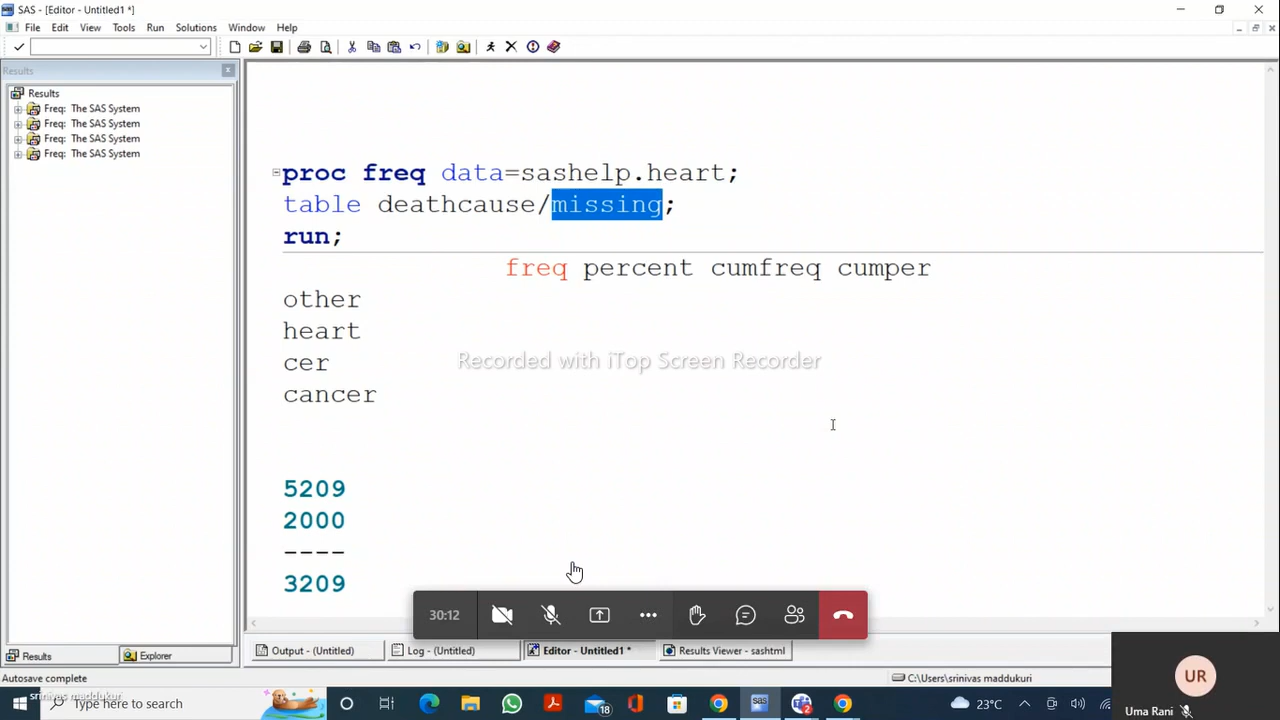 SAS - [Editor - Untitled1 *]
File Edit View Tools Run Solutions Window Help
Results
Results
Freq: The SAS System
Freq: The SAS System
Freq: The SAS System
Freq: The SAS System
proc freq data=sashelp.heart;
table deathcause/missing;
run;
freq percent cumfreq cumper
other
heart
cer
cancer
Recorded with iTop Screen Recorder
5209
2000
----
3209
30:12
Results Explorer
Output - (Untitled) Log - (Untitled) Editor - Untitled1 * Results Viewer - sashtml
Autosave complete
C:\Users\srinivas maddukuri
srinivas maddukuri
UR
Uma Rani
Type here to search
18
2
23°C